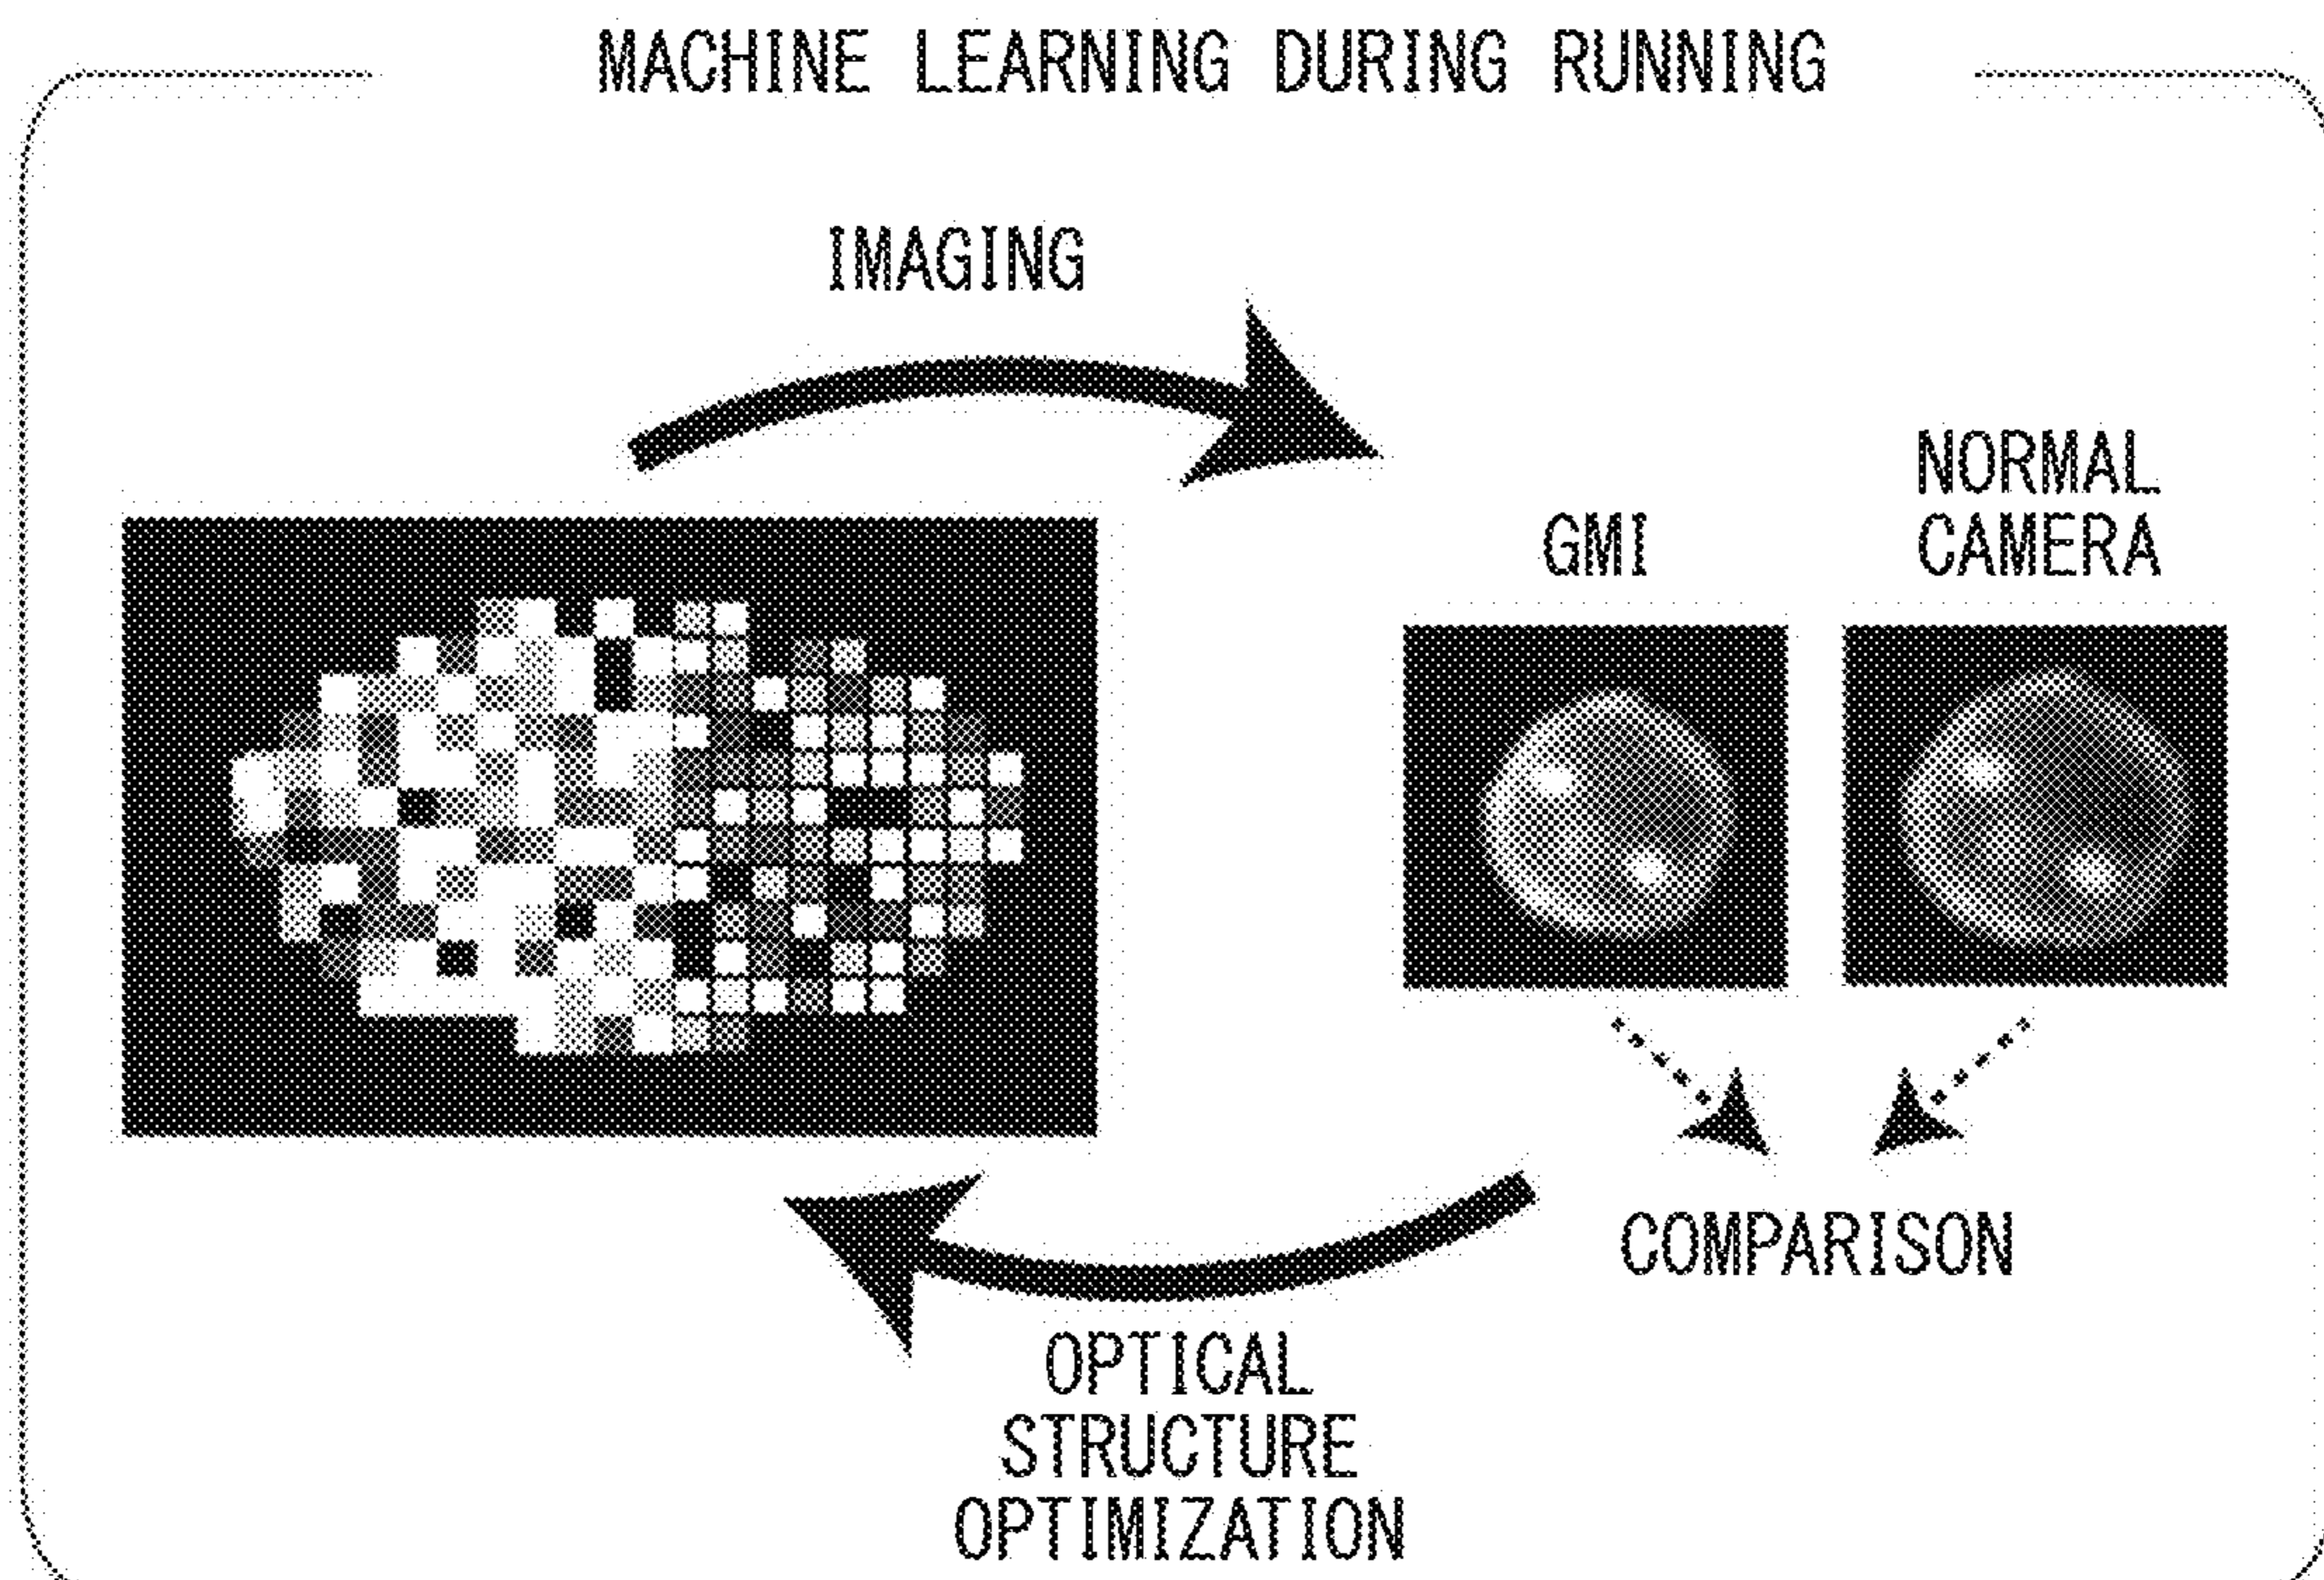 MACHINE LEARNING DURING RUNNING
IMAGING
GMI
NORMAL
CAMERA
COMPARISON
OPTICAL
STRUCTURE
OPTIMIZATION